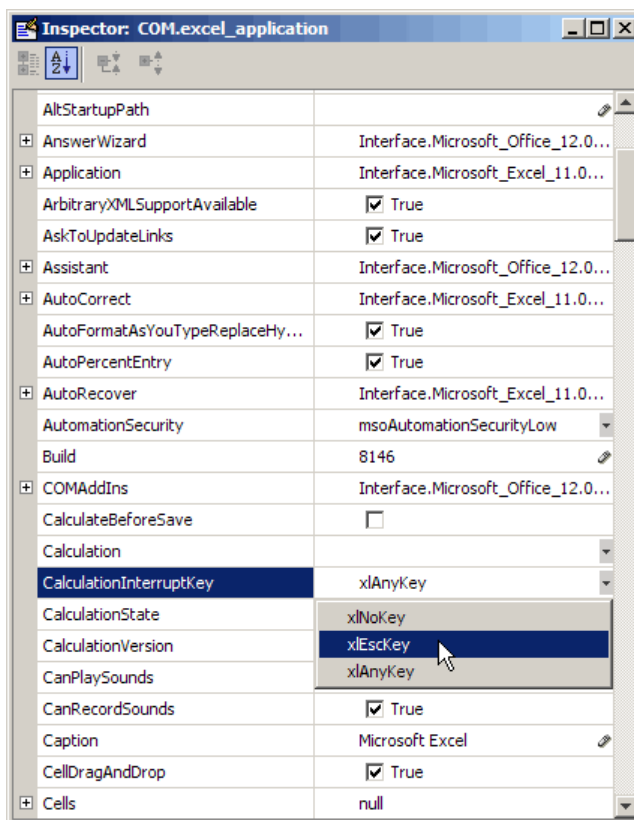 Inspector: COM.excel_application
AltStartupPath
AnswerWizard Interface.Microsoft_Office_12.0...
Application Interface.Microsoft_Excel_11.0...
ArbitraryXMLSupportAvailable True
AskToUpdateLinks True
Assistant Interface.Microsoft_Office_12.0...
AutoCorrect Interface.Microsoft_Excel_11.0...
AutoFormatAsYouTypeReplaceHy... True
AutoPercentEntry True
AutoRecover Interface.Microsoft_Excel_11.0...
AutomationSecurity msoAutomationSecurityLow
Build 8146
COMAddIns Interface.Microsoft_Office_12.0...
CalculateBeforeSave
Calculation
CalculationInterruptKey xlAnyKey
CalculationState xlNoKey
CalculationVersion xlEscKey
CanPlaySounds xlAnyKey
CanRecordSounds True
Caption Microsoft Excel
CellDragAndDrop True
Cells null